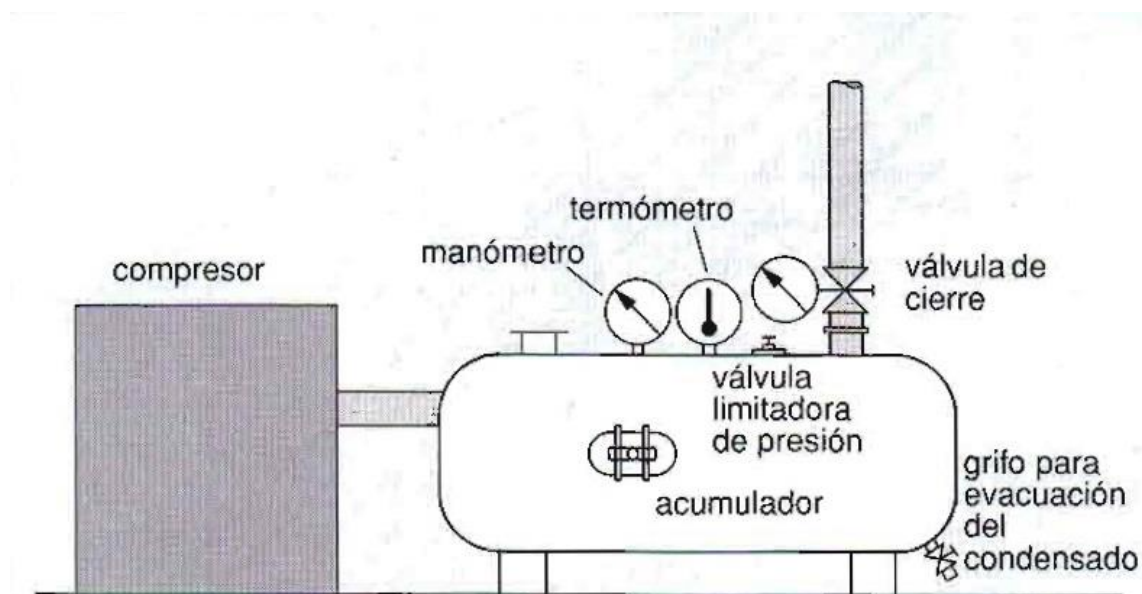 termómetro
manómetro
compresor
válvula de
cierre
válvula
limitadora
de presión
acumulador
grifo para
evacuación
del
condensado